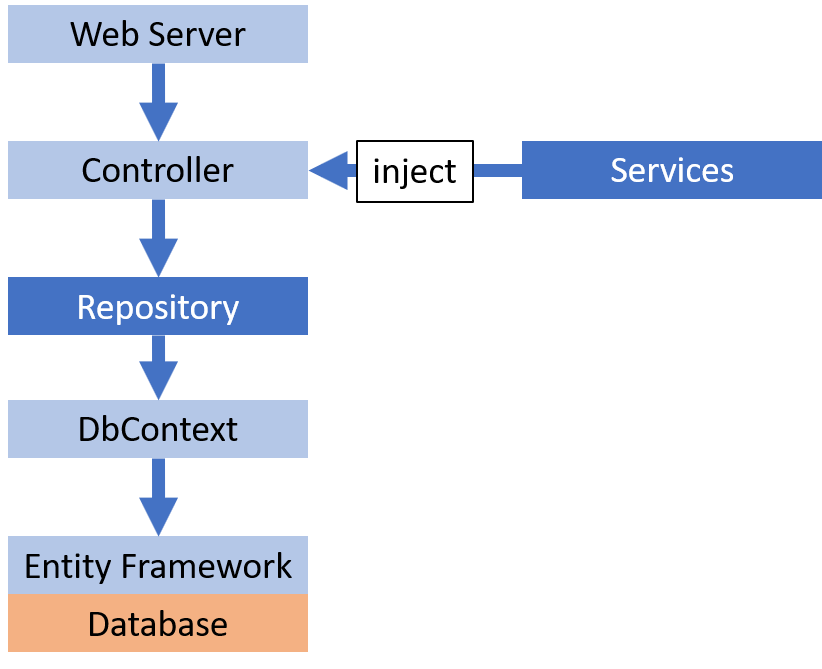 Web Server
Controller
inject
Services
Repository
DbContext
Entity Framework
Database